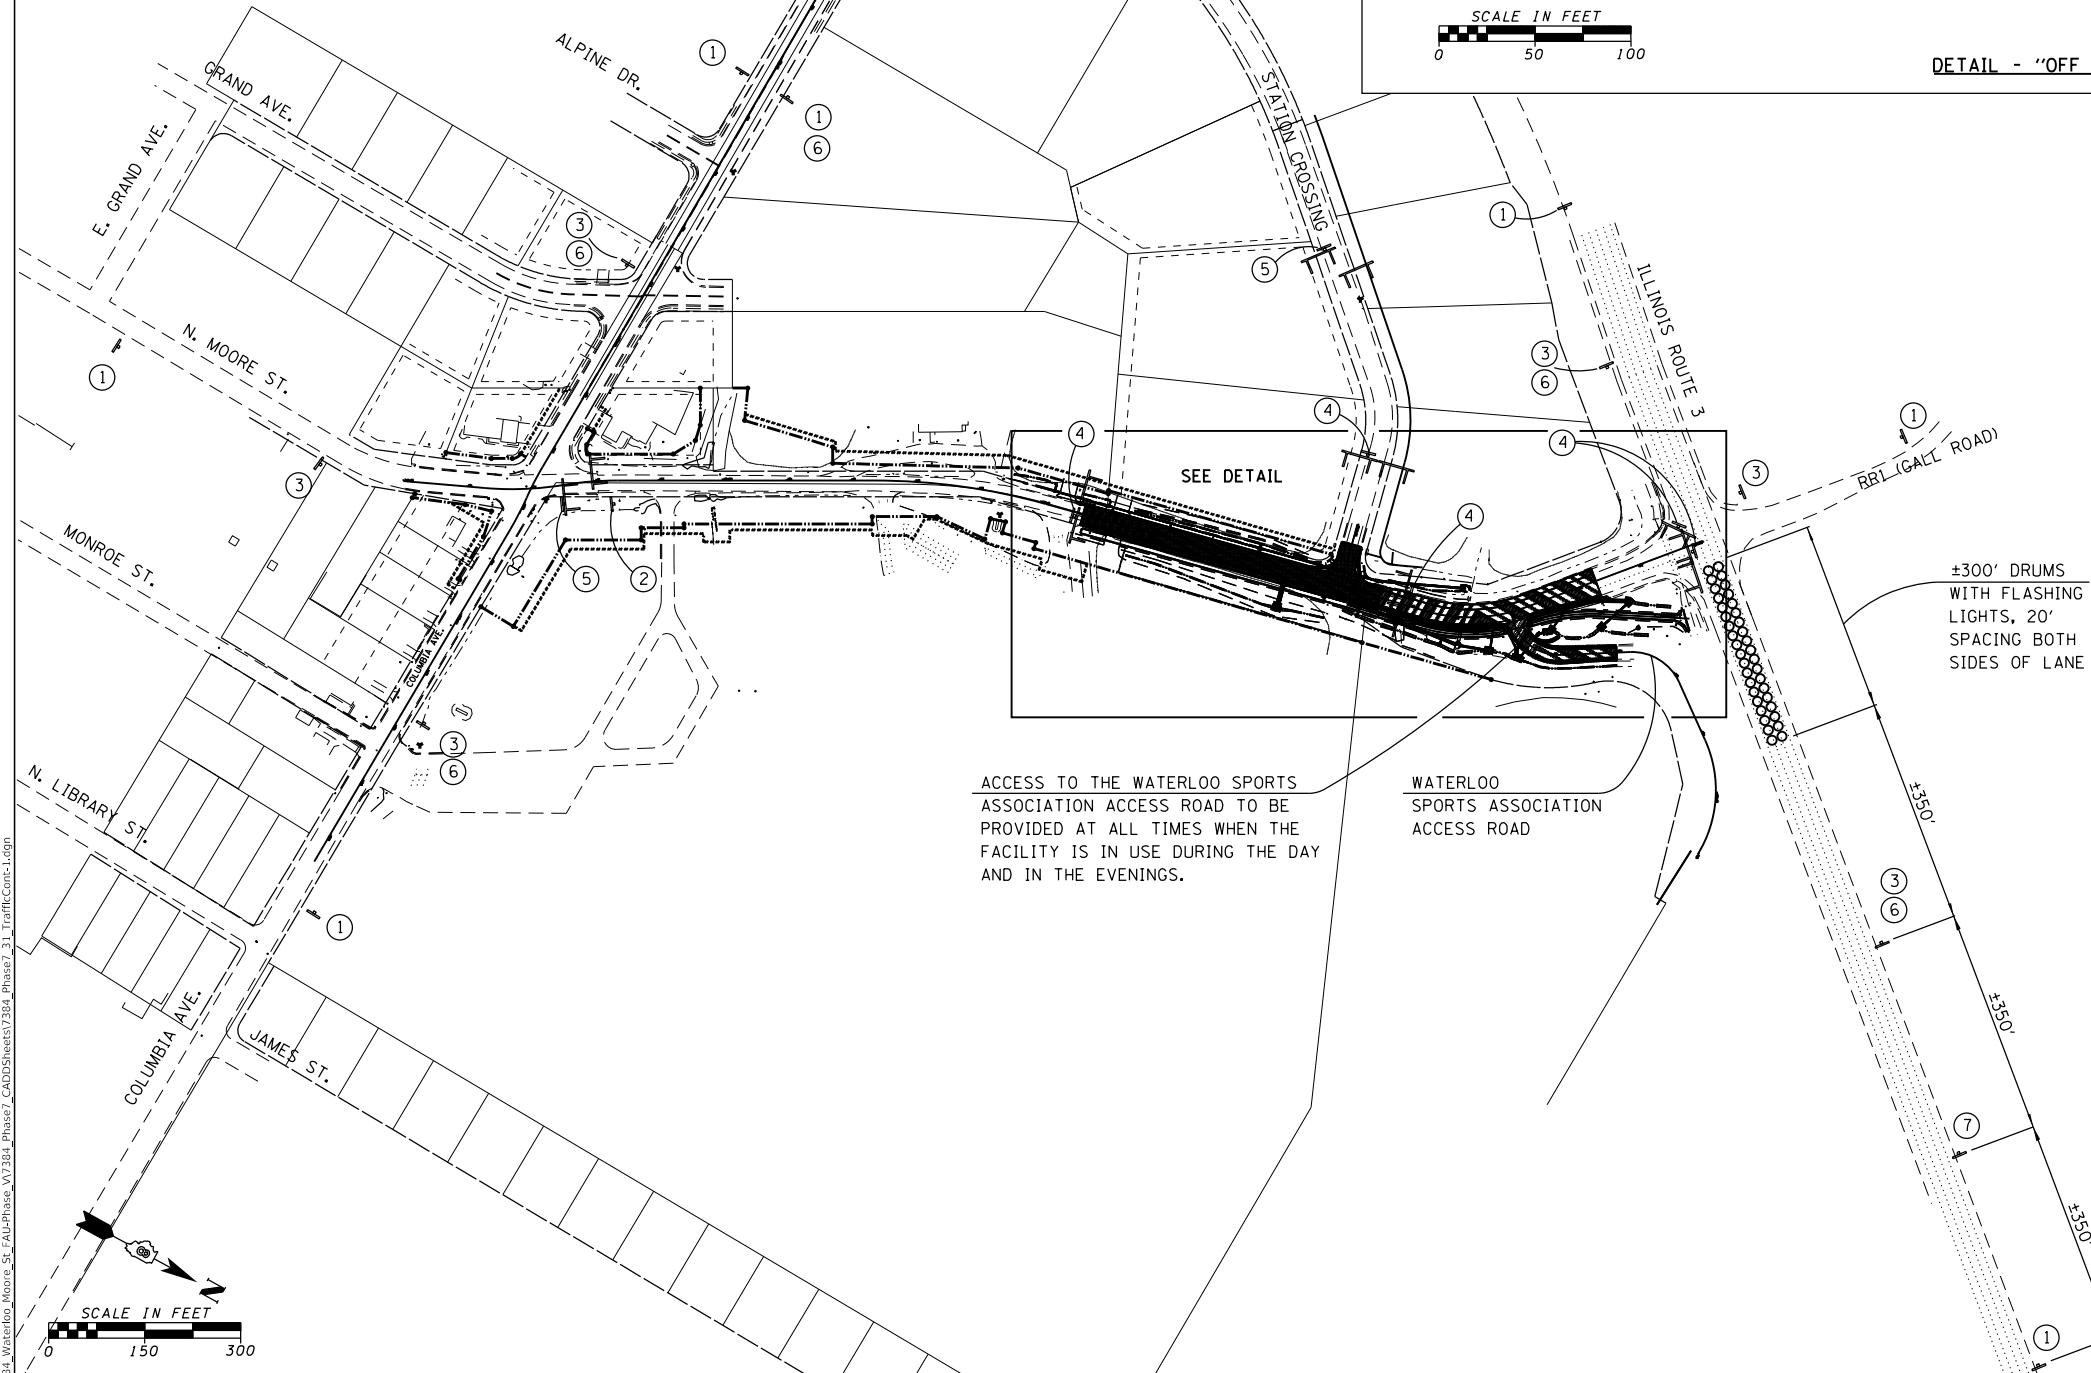 SCALE IN FEET
0 50 100
DETAIL - "OFF
ALPINE DR.
GRAND AVE.
E. GRAND AVE.
STATION CROSSING
ILLINOIS ROUTE 3
N. MOORE ST.
MONROE ST.
N. LIBRARY ST.
COLUMBIA AVE.
COLUMBIA AVE.
JAMES ST.
RR1 (GALL ROAD)
SEE DETAIL
1
1
6
3
6
1
3
5
2
3
6
1
5
4
4
4
4
1
3
6
1
3
3
6
7
1
±300' DRUMS
WITH FLASHING
LIGHTS, 20'
SPACING BOTH
SIDES OF LANE
±350'
±350'
±350'
ACCESS TO THE WATERLOO SPORTS
ASSOCIATION ACCESS ROAD TO BE
PROVIDED AT ALL TIMES WHEN THE
FACILITY IS IN USE DURING THE DAY
AND IN THE EVENINGS.
WATERLOO
SPORTS ASSOCIATION
ACCESS ROAD
N
SCALE IN FEET
0 150 300
84_Waterloo_Moore_St_FAU-Phase_V\7384_Phase7_CADDSheets\7384_Phase7_31_TrafficCont-1.dgn